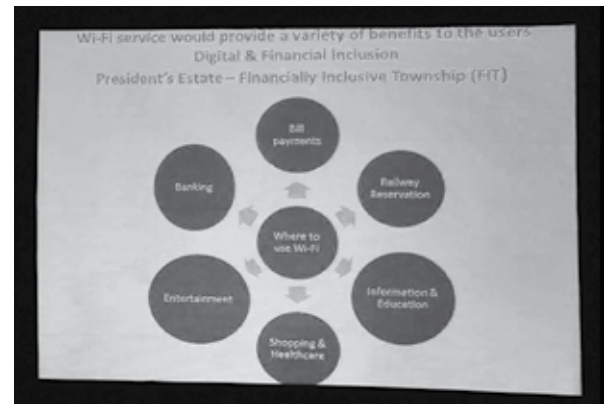 Wi-Fi service would provide a variety of benefits to the users
Digital & Financial Inclusion
President's Estate – Financially Inclusive Township (FIT)
Bill
payments
Banking
Railway
Reservation
Where to
use Wi-Fi
Entertainment
Information &
Education
Shopping &
Healthcare